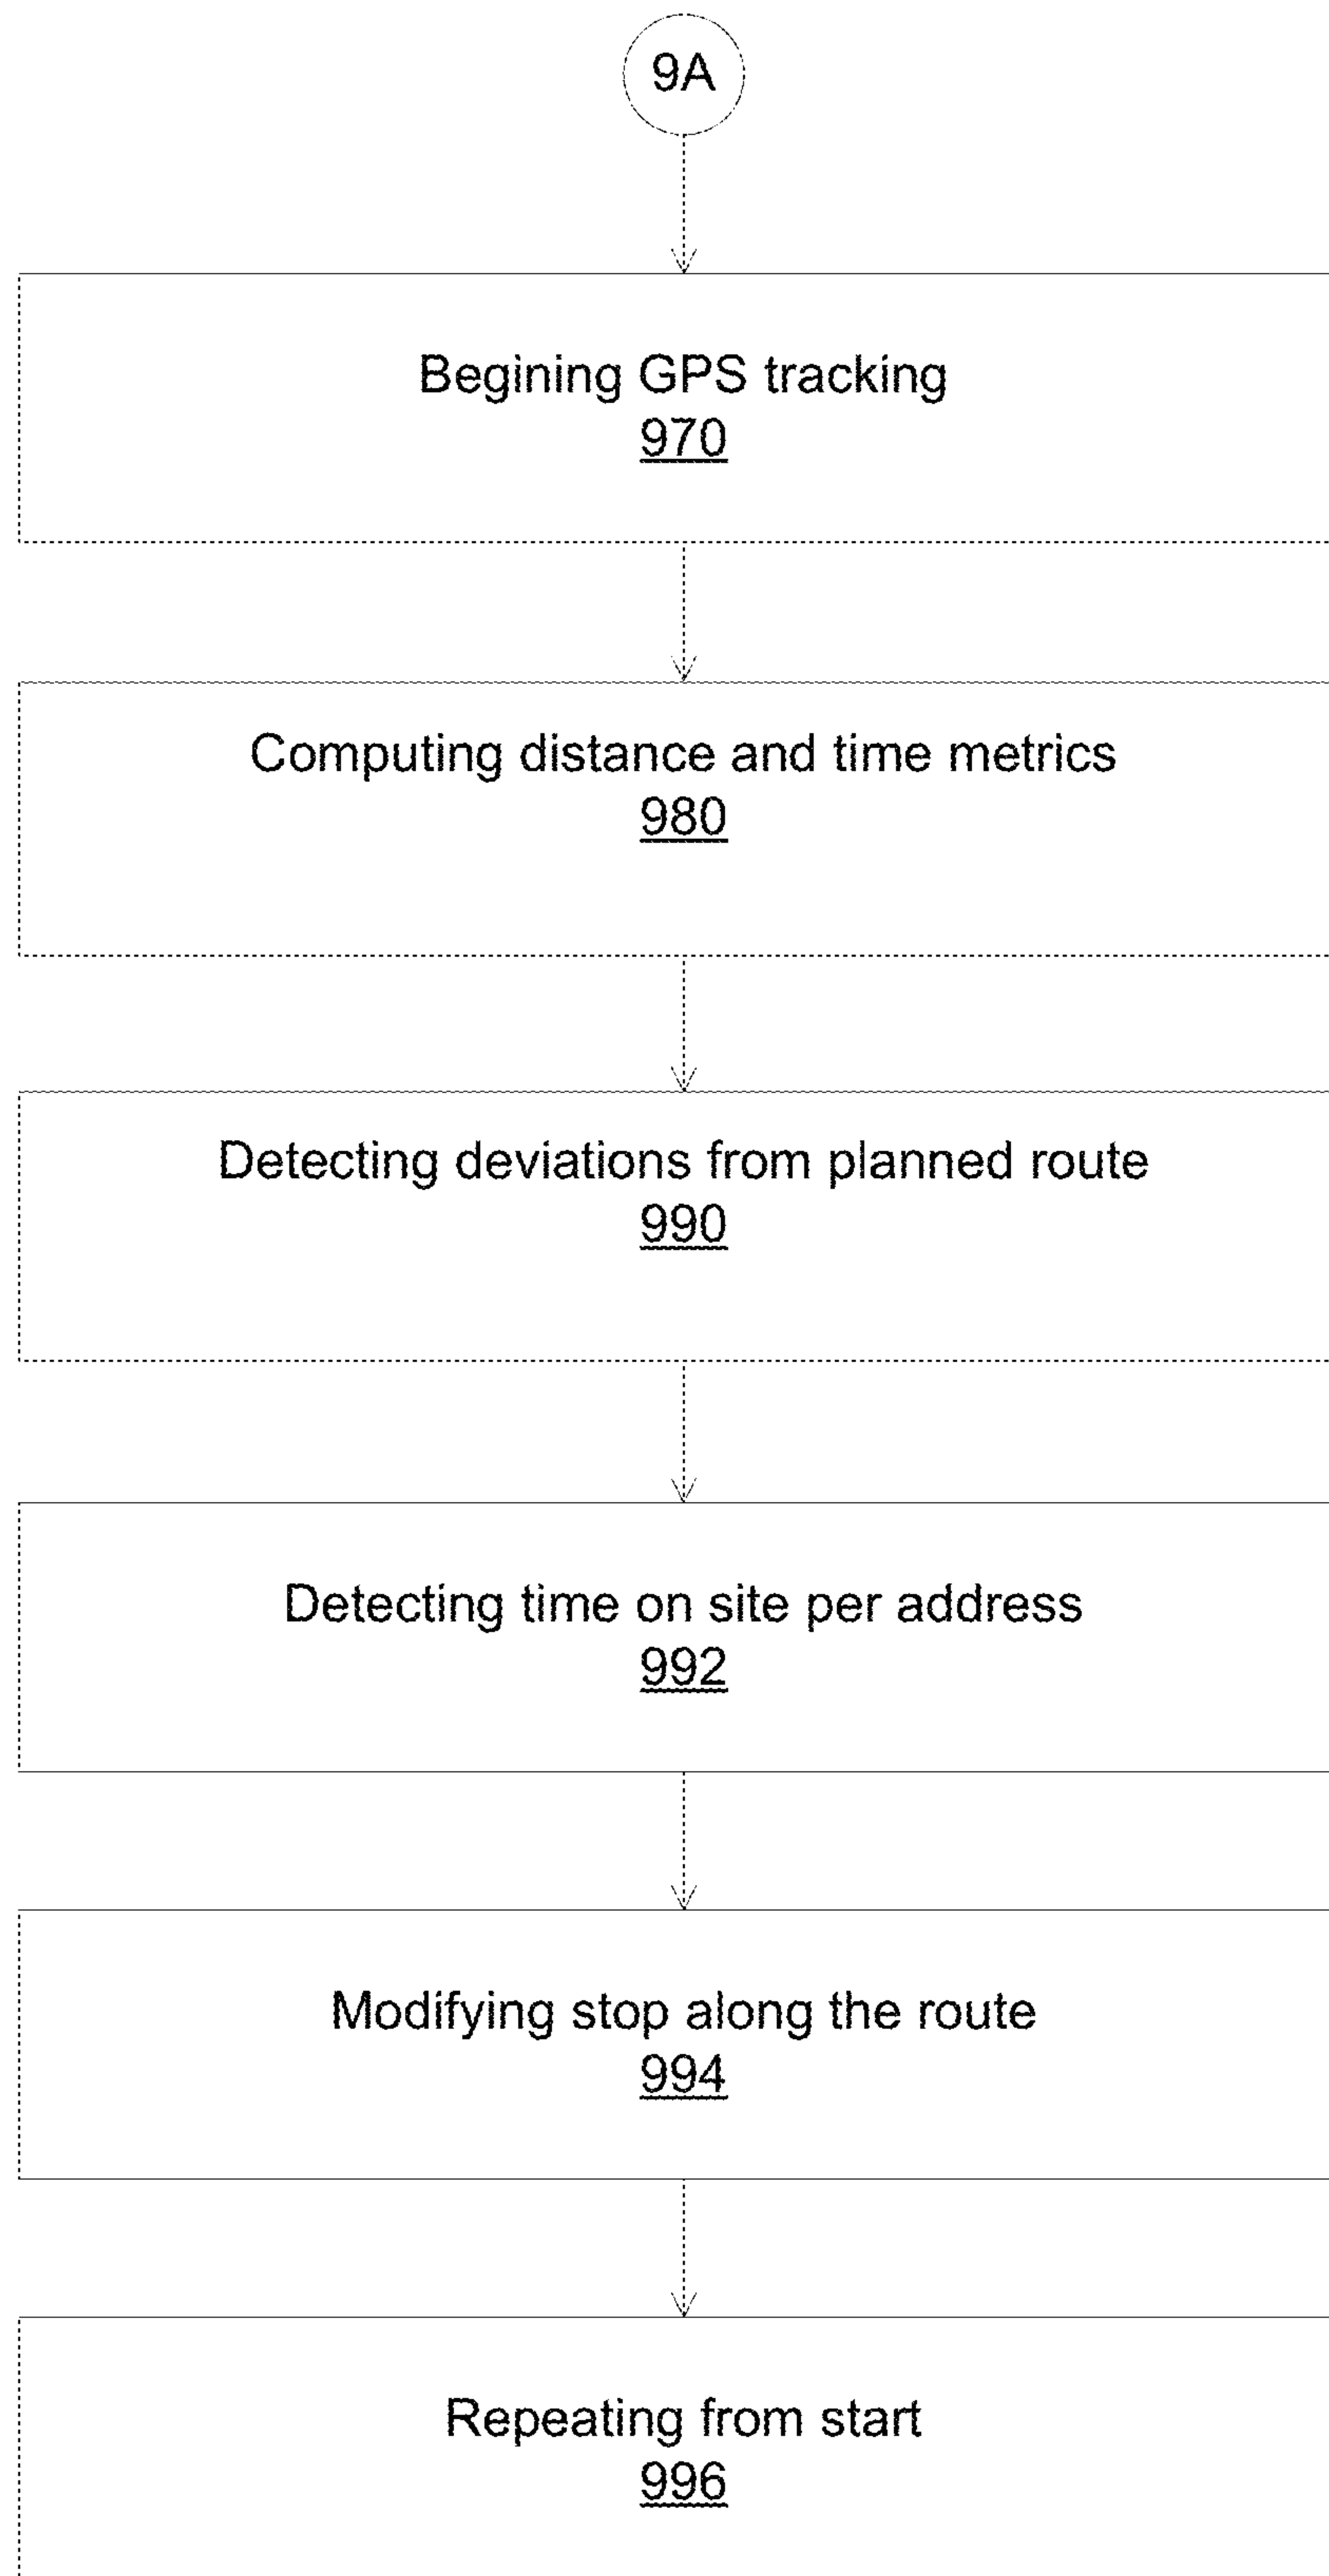 9A
Begining GPS tracking
970
Computing distance and time metrics
980
Detecting deviations from planned route
990
Detecting time on site per address
992
Modifying stop along the route
994
Repeating from start
996